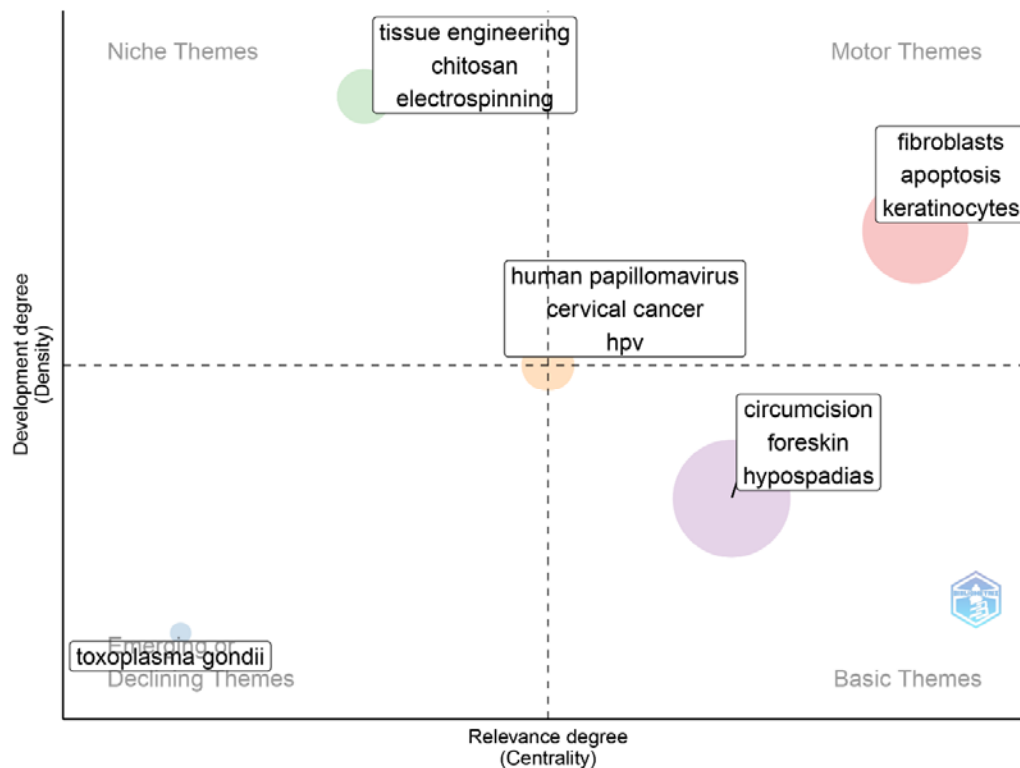 Niche Themes
tissue engineering
chitosan
electrospinning
Motor Themes
fibroblasts
apoptosis
keratinocytes
human papillomavirus
cervical cancer
hpv
circumcision
foreskin
hypospadias
Emerging or
toxoplasma gondii
Declining Themes
Basic Themes
Development degree
(Density)
Relevance degree
(Centrality)